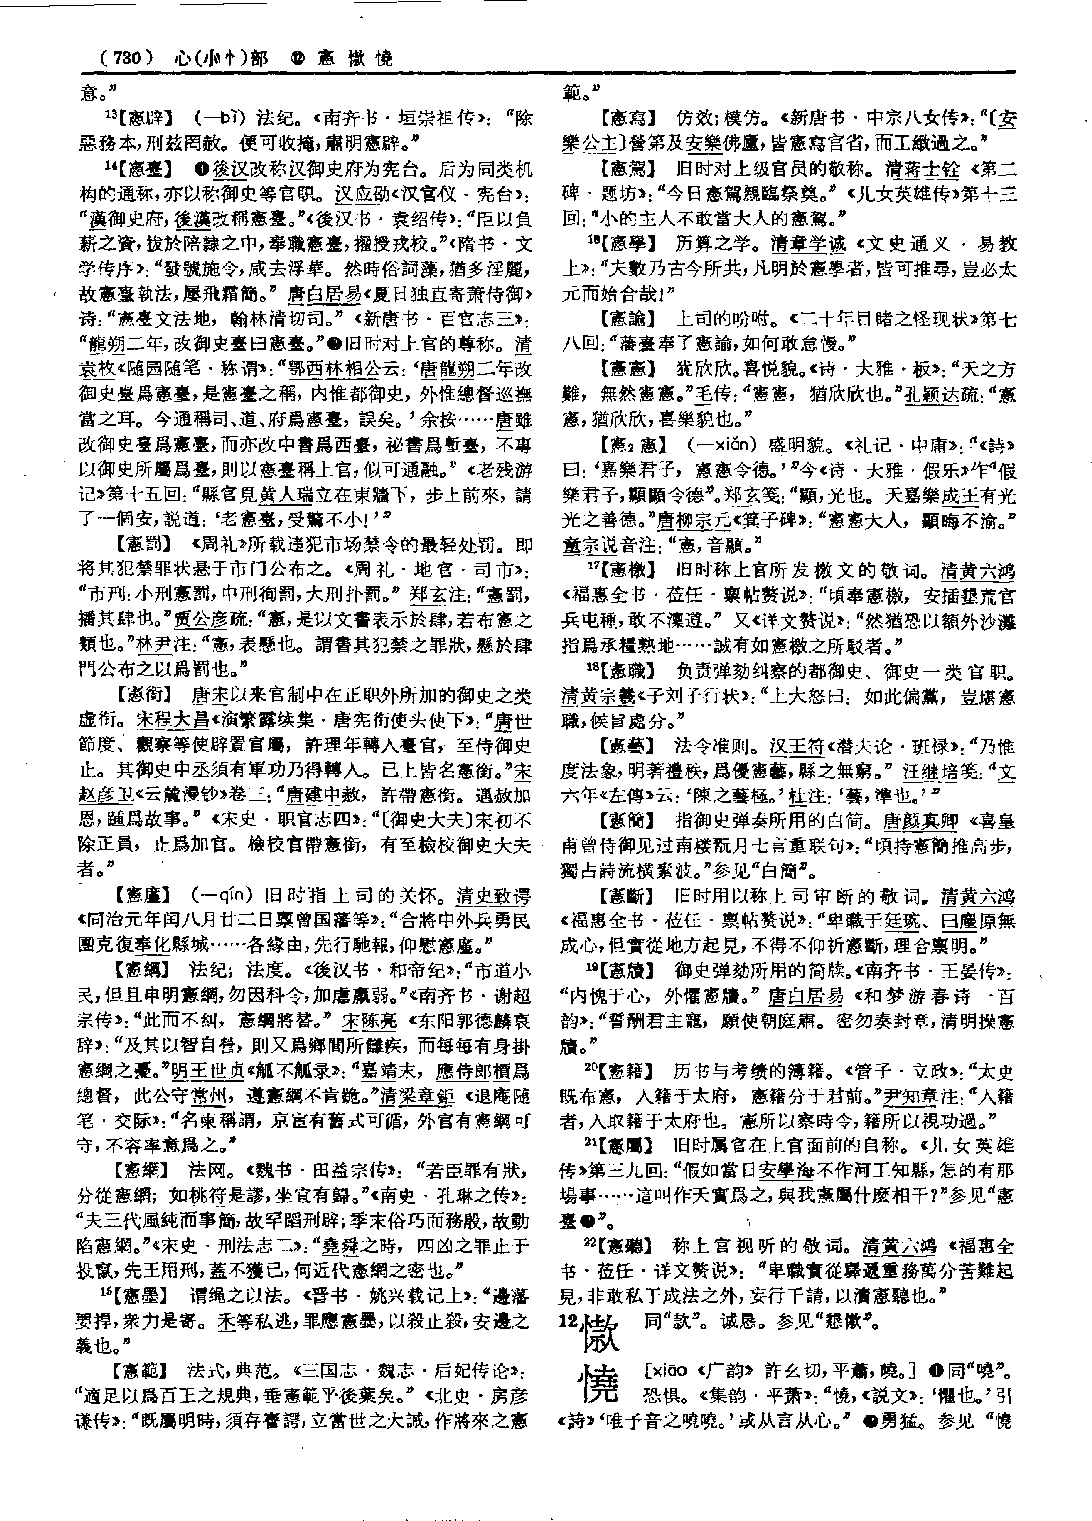 (730) 心(小忄)部 ⑫ 憲 憿 憢
意。”
¹³【憲辟】 (—bì) 法纪。《南齐书·垣崇祖传》：“除
惡務本，刑兹罔赦。便可收掩，肅明憲辟。”
¹⁴【憲臺】 ❶後汉改称汉御史府为宪台。后为同类机
构的通称，亦以称御史等官职。汉应劭《汉官仪·宪台》：
“漢御史府，後漢改稱憲臺。”《後汉书·袁绍传》：“臣以負
薪之資，拔於陪隸之中，奉職憲臺，擢授戎校。”《隋书·文
学传序》：“發號施令，咸去浮華。然時俗詞藻，猶多淫麗，
故憲臺執法，屢飛霜簡。”唐白居易《夏日独直寄萧侍御》
诗：“憲臺文法地，翰林清切司。”《新唐书·百官志三》：
“龍朔二年，改御史臺曰憲臺。”❷旧时对上官的尊称。清
袁枚《随园随笔·称谓》：“鄂西林相公云：‘唐龍朔二年改
御史臺爲憲臺，是憲臺之稱，内惟都御史，外惟總督巡撫
當之耳。今通稱司、道、府爲憲臺，誤矣。’余按……唐雖
改御史臺爲憲臺，而亦改中書爲西臺，祕書爲蘭臺，不專
以御史所屬爲臺，則以憲臺稱上官，似可通融。”《老残游
记》第十五回：“縣官見黄人瑞立在東牆下，步上前來，請
了一個安，説道：‘老憲臺，受驚不小！’”
【憲罰】 《周礼》所载违犯市场禁令的最轻处罚。即
将其犯禁罪状悬于市门公布之。《周礼·地官·司市》：
“市刑：小刑憲罰，中刑徇罰，大刑扑罰。”郑玄注：“憲罰，
播其肆也。”贾公彦疏：“憲，是以文書表示於肆，若布憲之
類也。”林尹注：“憲，表懸也。謂書其犯禁之罪狀，懸於肆
門公布之以爲罰也。”
【憲銜】 唐宋以来官制中在正职外所加的御史之类
虚衔。宋程大昌《演繁露续集·唐宪衔使头使下》：“唐世
節度、觀察等使辟置官屬，許理年轉入臺官，至侍御史
止。其御史中丞須有軍功乃得轉入。已上皆名憲銜。”宋
赵彦卫《云麓漫钞》卷三：“唐建中赦，許帶憲銜。遇赦加
恩，蓋爲故事。”《宋史·职官志四》：“〔御史大夫〕宋初不
除正員，止爲加官。檢校官帶憲銜，有至檢校御史大夫
者。”
【憲廑】 (—qín) 旧时指上司的关怀。清史致谔
《同治元年闰八月廿二日禀曾国藩等》：“合將中外兵勇民
團克復奉化縣城……各緣由，先行馳報，仰慰憲廑。”
【憲綱】 法纪；法度。《後汉书·和帝纪》：“市道小
民，但且申明憲綱，勿因科令，加虐羸弱。”《南齐书·谢超
宗传》：“此而不糾，憲綱將替。”宋陈亮《东阳郭德麟哀
辞》：“及其以智自營，則又爲鄉閭所讎疾，而每每有身掛
憲綱之憂。”明王世贞《觚不觚录》：“嘉靖末，應侍郎檟爲
總督，此公守常州，遵憲綱不肯跪。”清梁章鉅《退庵随
笔·交际》：“名柬稱謂，京宦有舊式可循，外官有憲綱可
守，不容率意爲之。”
【憲網】 法网。《魏书·田益宗传》：“若臣罪有狀，
分從憲網；如桃符是謬，坐宜有歸。”《南史·孔琳之传》：
“夫三代風純而事簡，故罕蹈刑辟；季末俗巧而務殷，故動
陷憲網。”《宋史·刑法志二》：“堯舜之時，四凶之罪止于
投竄，先王用刑，蓋不獲已，何近代憲網之密也。”
¹⁵【憲墨】 谓绳之以法。《晋书·姚兴载记上》：“邊藩
要捍，衆力是寄。禾等私逃，罪應憲墨，以殺止殺，安邊之
義也。”
【憲範】 法式，典范。《三国志·魏志·后妃传论》：
“適足以爲百王之規典，垂憲範乎後葉矣。”《北史·房彦
谦传》：“既屬明時，須存謇諤，立當世之大誡，作將來之憲
範。”
【憲寫】 仿效；模仿。《新唐书·中宗八女传》：“〔安
樂公主〕營第及安樂佛廬，皆憲寫宫省，而工緻過之。”
【憲駕】 旧时对上级官员的敬称。清蒋士铨《第二
碑·题坊》：“今日憲駕親臨祭奠。”《儿女英雄传》第十三
回：“小的主人不敢當大人的憲駕。”
¹⁶【憲學】 历算之学。清章学诚《文史通义·易教
上》：“夫數乃古今所共，凡明於憲學者，皆可推尋，豈必太
元而始合哉！”
【憲諭】 上司的吩咐。《二十年目睹之怪现状》第七
八回：“藩臺奉了憲諭，如何敢怠慢。”
【憲憲】 犹欣欣。喜悦貌。《诗·大雅·板》：“天之方
難，無然憲憲。”毛传：“憲憲，猶欣欣也。”孔颖达疏：“憲
憲，猶欣欣，喜樂貌也。”
【憲₂憲】 (—xiǎn) 盛明貌。《礼记·中庸》：“《詩》
曰：‘嘉樂君子，憲憲令德。’”今《诗·大雅·假乐》作“假
樂君子，顯顯令德”。郑玄笺：“顯，光也。天嘉樂成王有光
光之善德。”唐柳宗元《箕子碑》：“憲憲大人，顯晦不渝。”
童宗说音注：“憲，音顯。”
¹⁷【憲檄】 旧时称上官所发檄文的敬词。清黄六鸿
《福惠全书·莅任·禀帖赞说》：“頃奉憲檄，安插墾荒官
兵屯種，敢不凛遵。”又《详文赞说》：“然猶恐以額外沙灘
指爲承糧熟地……誠有如憲檄之所駁者。”
¹⁸【憲職】 负责弹劾纠察的都御史、御史一类官职。
清黄宗羲《子刘子行状》：“上大怒曰：如此偏黨，豈堪憲
職，候旨處分。”
【憲藝】 法令准则。汉王符《潜夫论·班禄》：“乃惟
度法象，明著禮秩，爲優憲藝，縣之無窮。”汪继培笺：“文
六年《左傳》云：‘陳之藝極。’杜注：‘藝，準也。’”
【憲簡】 指御史弹奏所用的白简。唐颜真卿《喜皇
甫曾侍御见过南楼翫月七言重联句》：“頃持憲簡推高步，
獨占詩流横素波。”参见“白簡”。
【憲斷】 旧时用以称上司审断的敬词。清黄六鸿
《福惠全书·莅任·禀帖赞说》：“卑職于廷琥、曰慶原無
成心，但實從地方起見，不得不仰祈憲斷，理合禀明。”
¹⁹【憲牘】 御史弹劾所用的简牍。《南齐书·王晏传》：
“内愧于心，外懼憲牘。”唐白居易《和梦游春诗一百
韵》：“誓酬君主寵，願使朝庭肅。密勿奏封章，清明操憲
牘。”
²⁰【憲籍】 历书与考绩的簿籍。《管子·立政》：“太史
既布憲，入籍于太府，憲籍分于君前。”尹知章注：“入籍
者，入取籍于太府也。憲所以察時令，籍所以視功過。”
²¹【憲屬】 旧时属官在上官面前的自称。《儿女英雄
传》第三九回：“假如當日安學海不作河工知縣，怎的有那
場事……這叫作天實爲之，與我憲屬什麽相干？”参见“憲
臺❷”。
²²【憲聽】 称上官视听的敬词。清黄六鸿《福惠全
书·莅任·详文赞说》：“卑職實從驛遞重務萬分苦難起
見，非敢私于成法之外，妄行干請，以瀆憲聽也。”
12憿 同“款”。诚恳。参见“懇憿”。
憢 [xiāo 《广韵》許幺切，平蕭，曉。] ❶同“嘵”。
恐惧。《集韵·平萧》：“憢，《説文》：‘懼也。’引
《詩》‘唯予音之嘵嘵。’或从言从心。” ❷勇猛。参见“憢